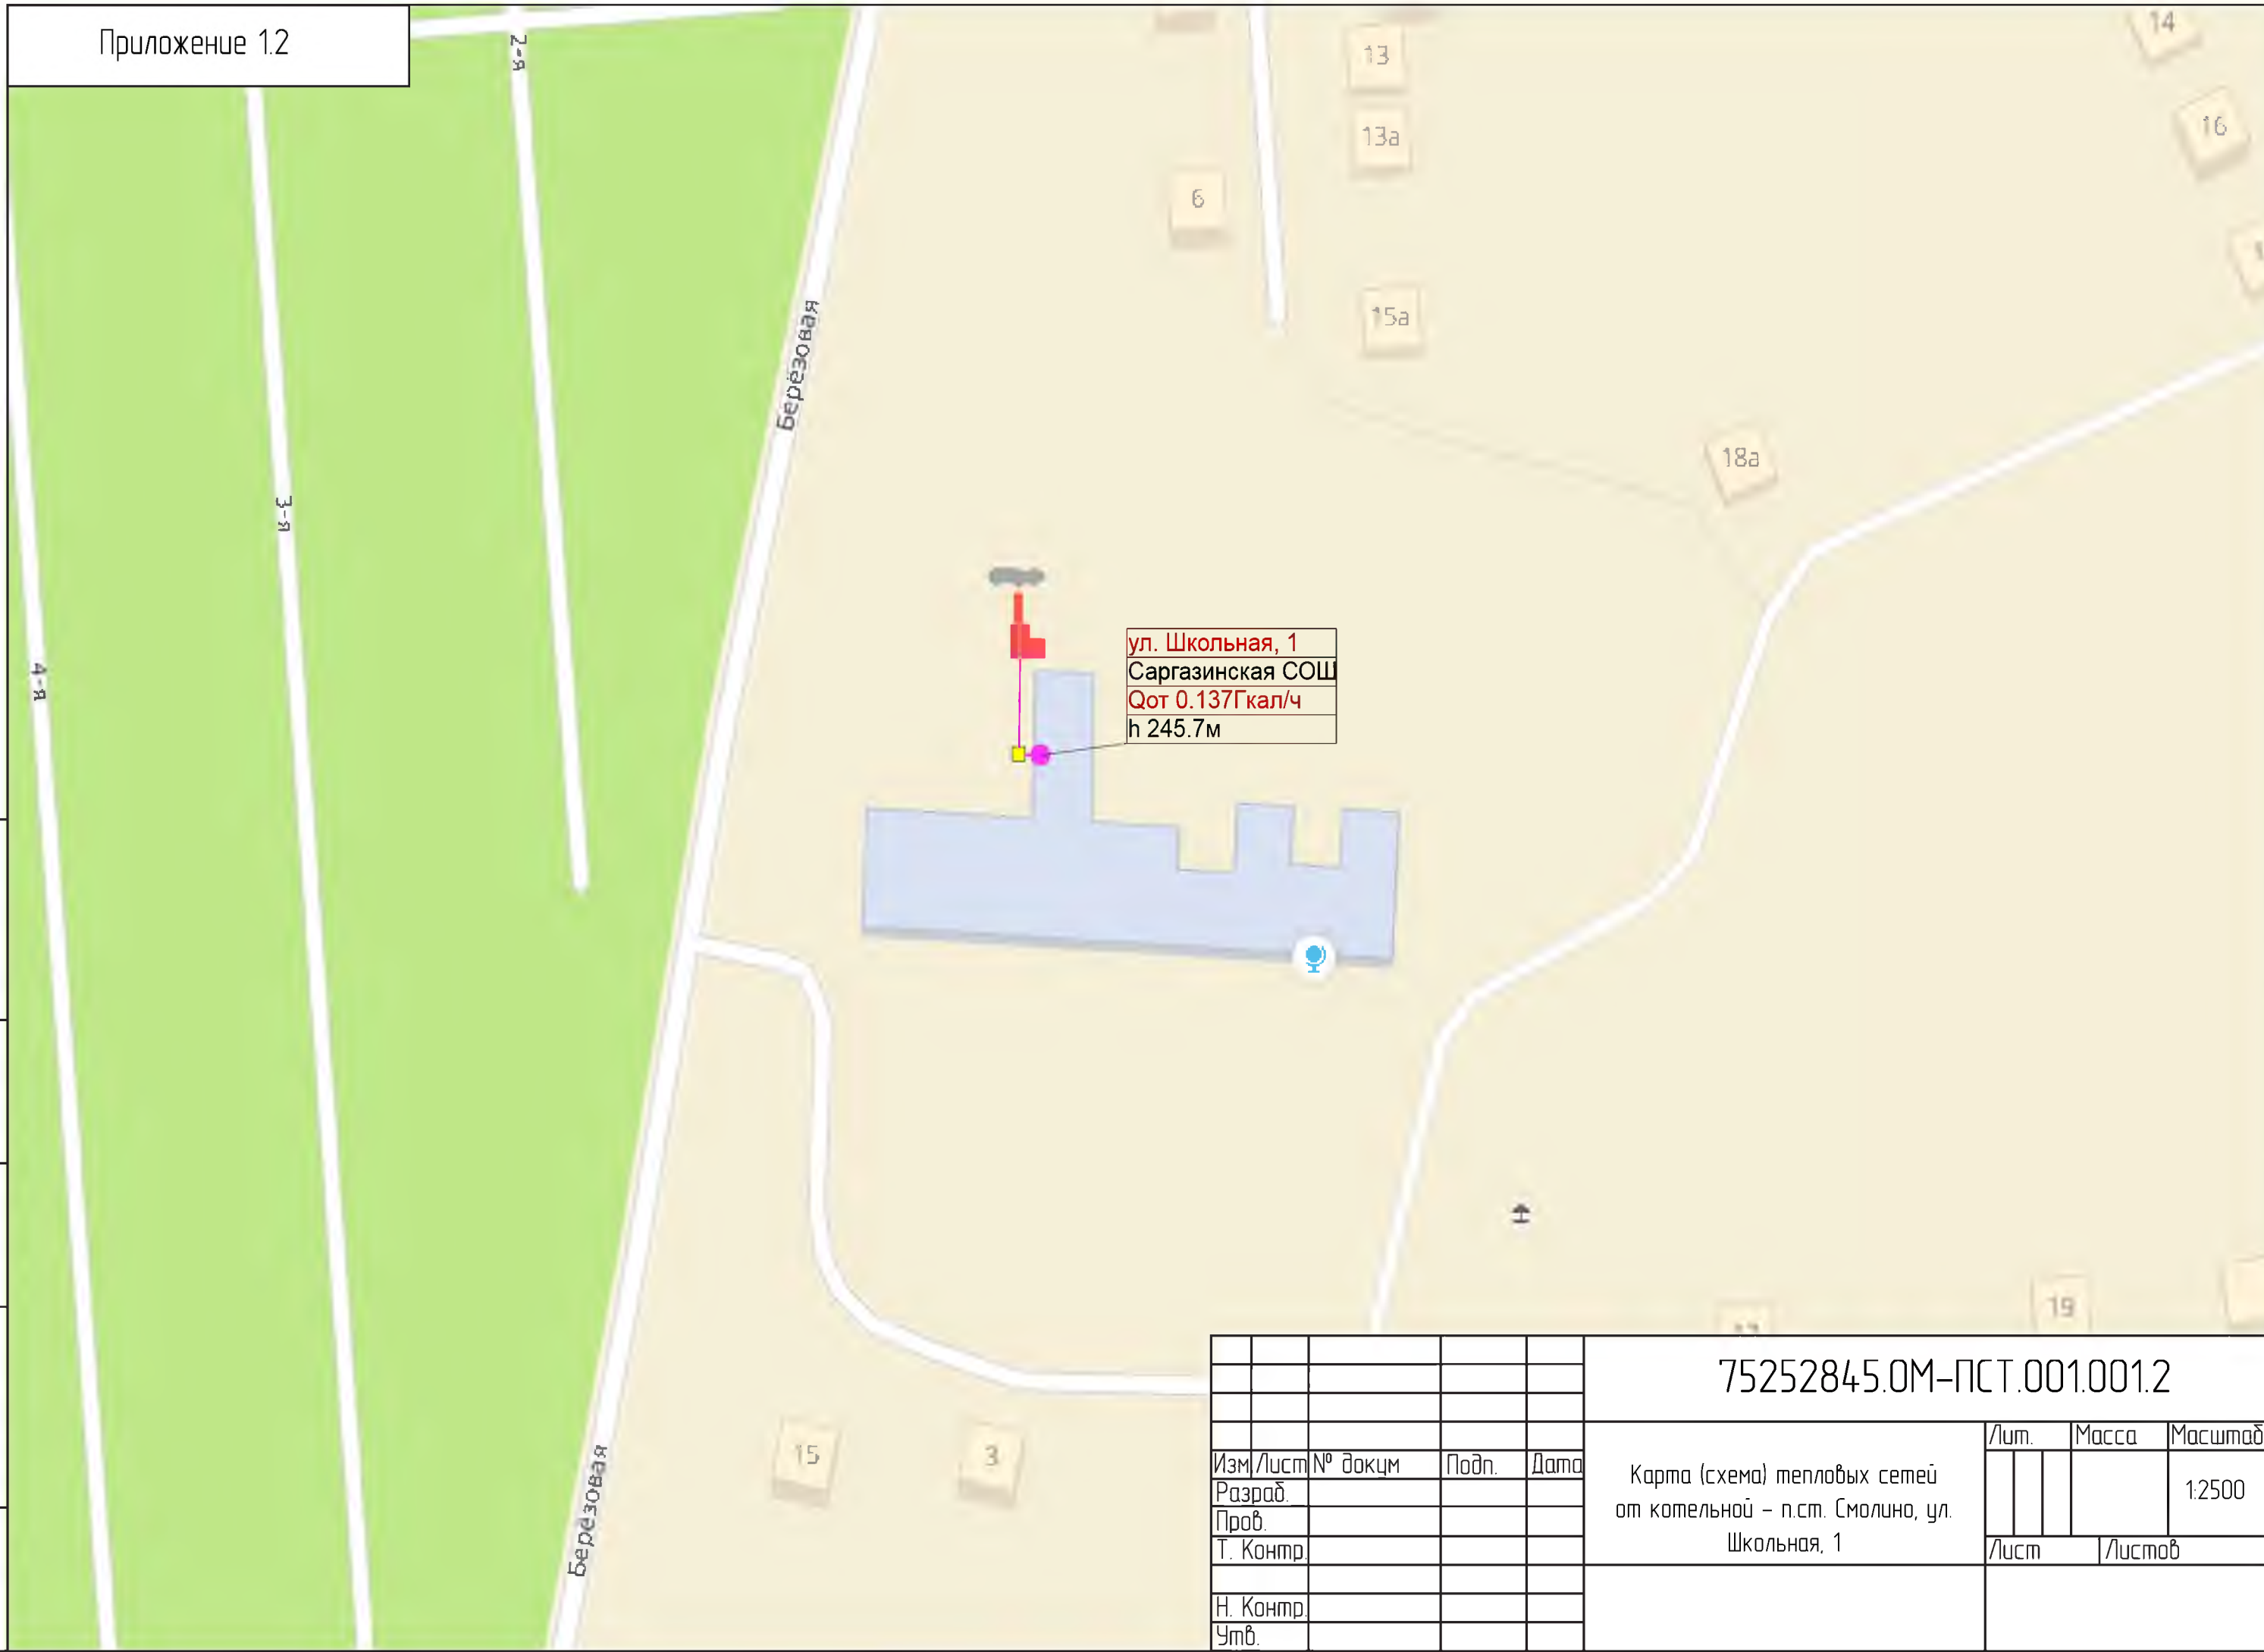 Приложение 1.2
2-я
13
14
13а
16
6
Берёзовая
15а
18а
3-я
ул. Школьная, 1
Саргазинская СОШ
Qот 0.137Гкал/ч
h 245.7м
4-я
19
15
3
Берёзовая
75252845.ОМ-ПСТ.001.001.2
Изм Лист № докум Подп. Дата
Разраб.
Пров.
Т. Контр.
Н. Контр.
Утв.
Карта (схема) тепловых сетей
от котельной - п.ст. Смолино, ул.
Школьная, 1
Лит. Масса Масштаб
1:2500
Лист Листов